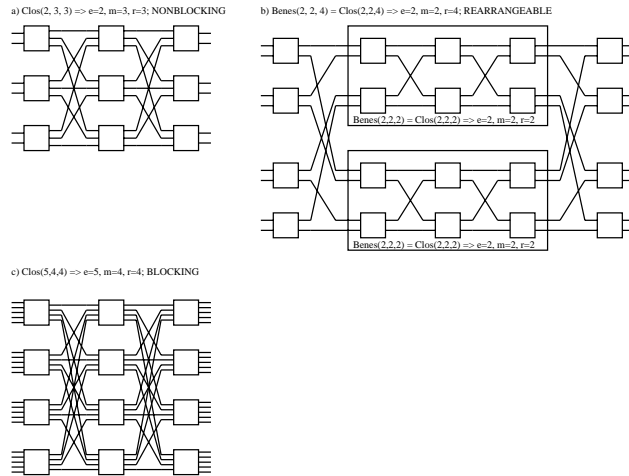 a) Clos(2, 3, 3) => e=2, m=3, r=3; NONBLOCKING
b) Benes(2, 2, 4) = Clos(2,2,4) => e=2, m=2, r=4; REARRANGEABLE
Benes(2,2,2) = Clos(2,2,2) => e=2, m=2, r=2
Benes(2,2,2) = Clos(2,2,2) => e=2, m=2, r=2
c) Clos(5,4,4) => e=5, m=4, r=4; BLOCKING